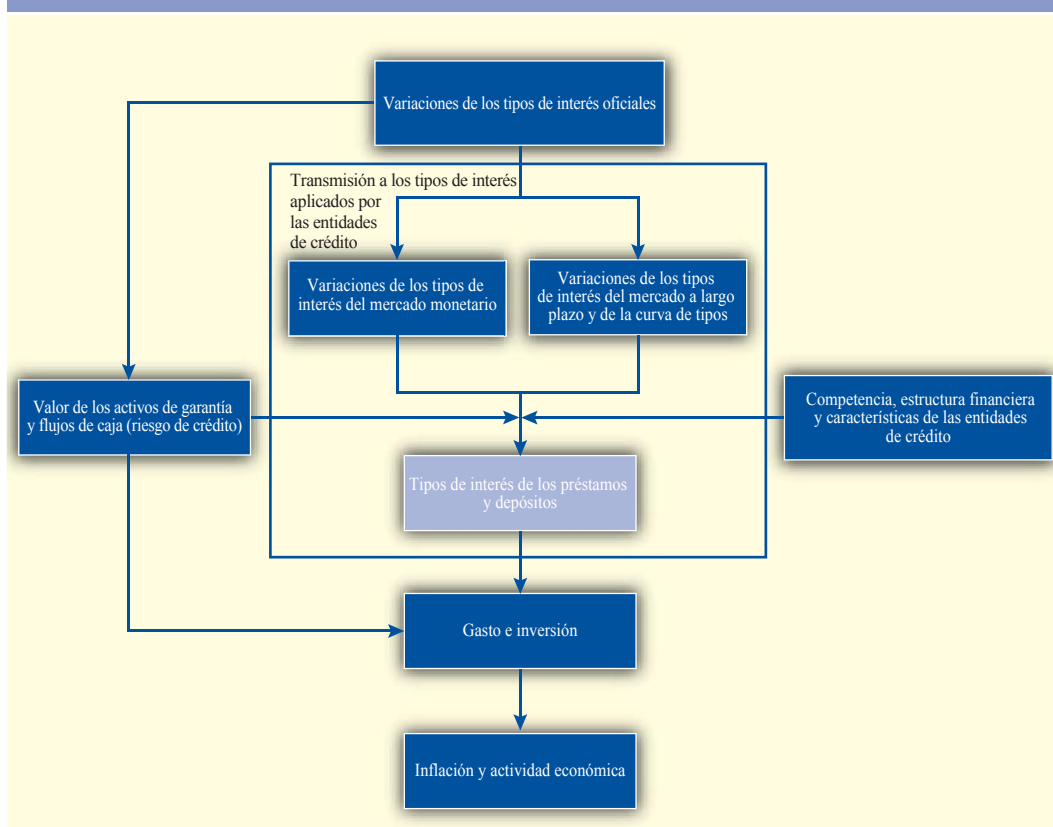 Variaciones de los tipos de interés oficiales
Transmisión a los tipos de interés
aplicados por
las entidades
de crédito
Variaciones de los tipos de
interés del mercado monetario
Variaciones de los tipos
de interés del mercado a largo
plazo y de la curva de tipos
Valor de los activos de garantía
y flujos de caja (riesgo de crédito)
Competencia, estructura financiera
y características de las entidades
de crédito
Tipos de interés de los préstamos
y depósitos
Gasto e inversión
Inflación y actividad económica